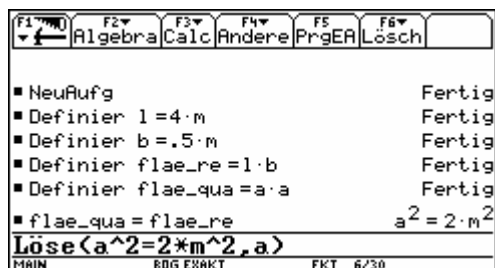 F1 F2 Algebra F3 Calc F4 Andere F5 PrgEA F6 Lösch
NeuAufg Fertig
Definier l=4·m Fertig
Definier b=.5·m Fertig
Definier flae_re=l·b Fertig
Definier flae_qua=a·a Fertig
flae_qua=flae_re a²=2·m²
Löse(a^2=2*m^2,a)
MAIN BOG EXAKT FKT 6/30